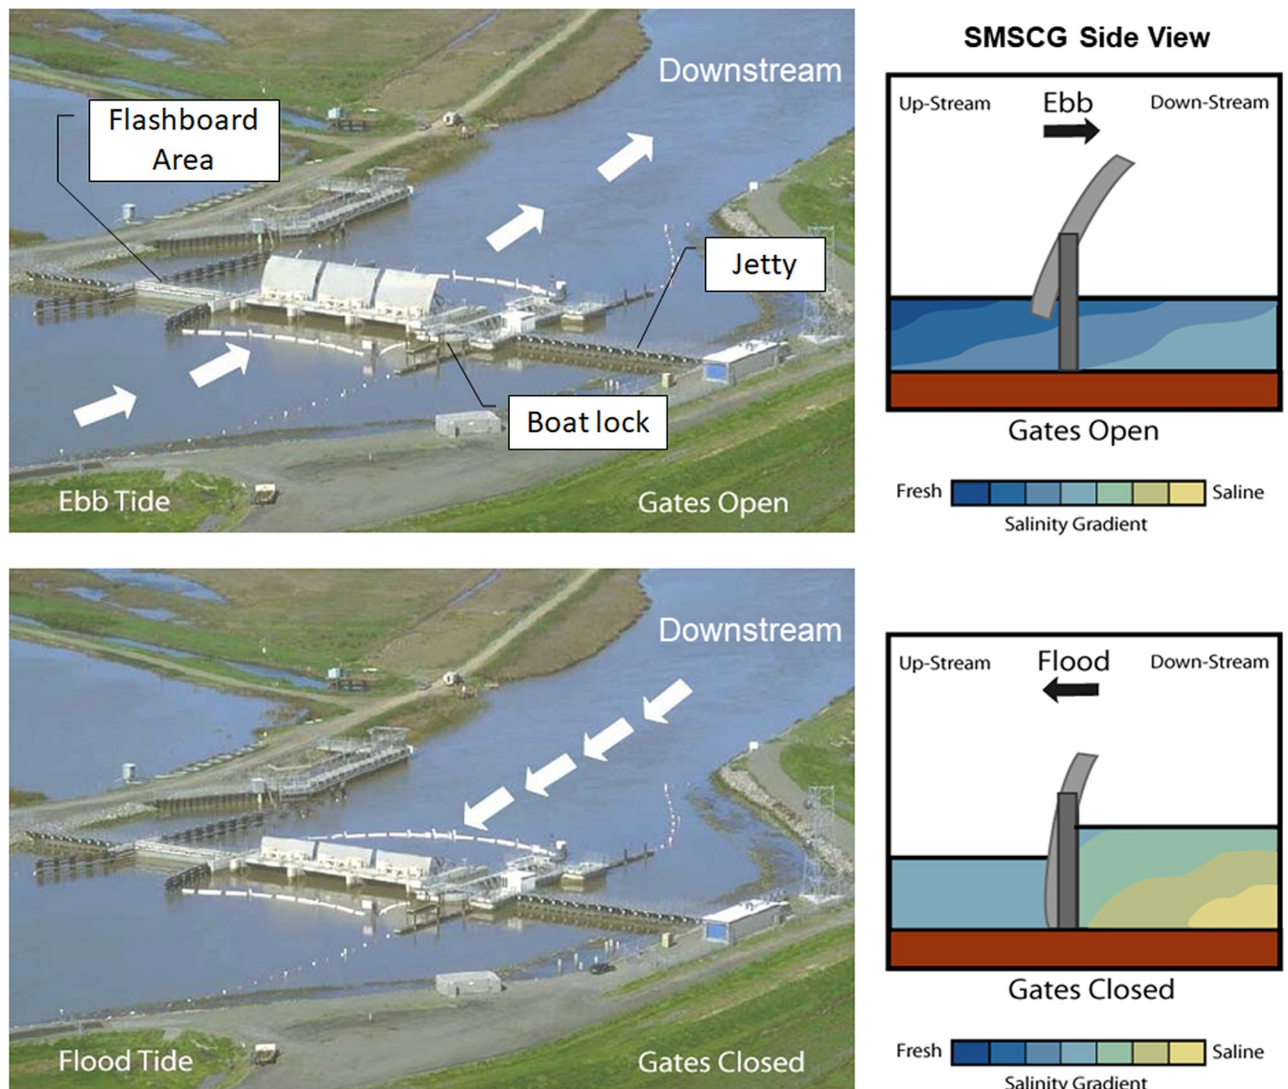 Downstream
Flashboard
Area
Jetty
Boat lock
Ebb Tide
Gates Open
SMSCG Side View
Up-Stream
Ebb
Down-Stream
Gates Open
Fresh
Saline
Salinity Gradient
Downstream
Flood Tide
Gates Closed
Up-Stream
Flood
Down-Stream
Gates Closed
Fresh
Saline
Salinity Gradient